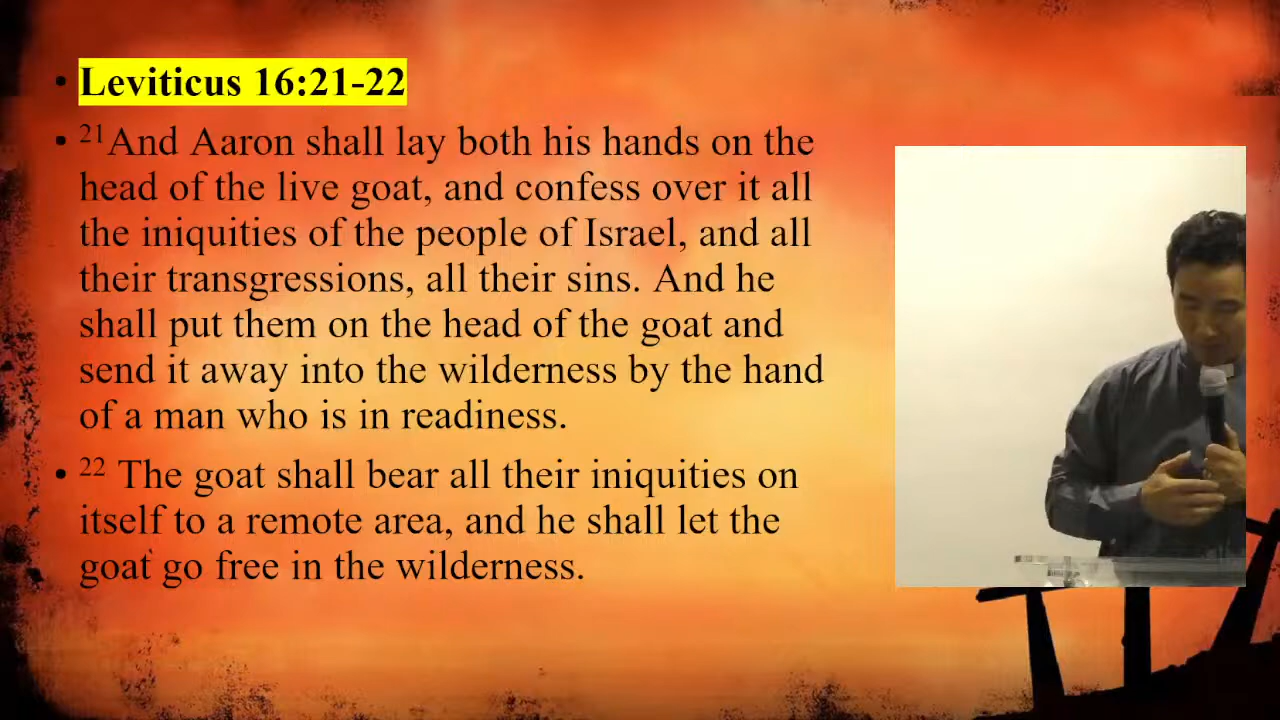 • Leviticus 16:21-22
• 21And Aaron shall lay both his hands on the
head of the live goat, and confess over it all
the iniquities of the people of Israel, and all
their transgressions, all their sins. And he
shall put them on the head of the goat and
send it away into the wilderness by the hand
of a man who is in readiness.
• 22 The goat shall bear all their iniquities on
itself to a remote area, and he shall let the
goat go free in the wilderness.